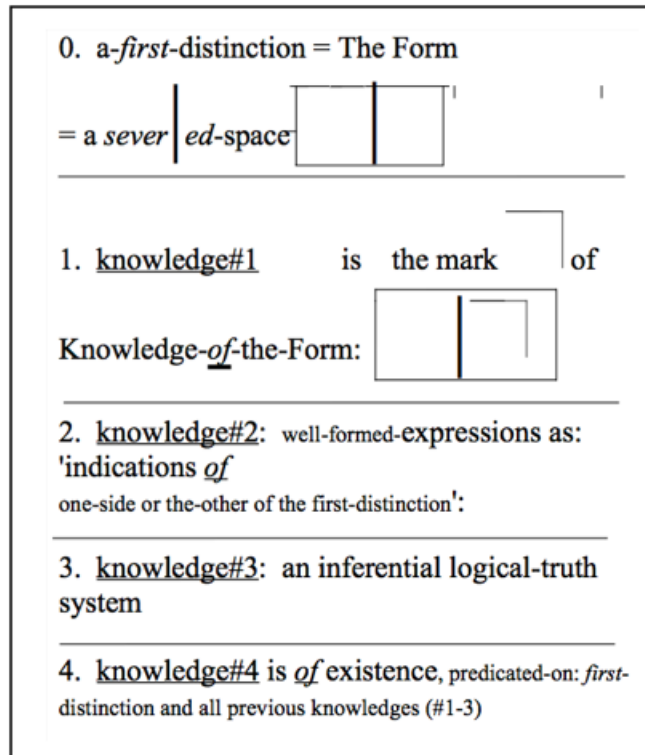 0. a-first-distinction = The Form
= a sever ed-space
1. knowledge#1 is the mark of
Knowledge-of-the-Form:
2. knowledge#2: well-formed-expressions as:
'indications of
one-side or the-other of the first-distinction':
3. knowledge#3: an inferential logical-truth
system
4. knowledge#4 is of existence, predicated-on: first-
distinction and all previous knowledges (#1-3)